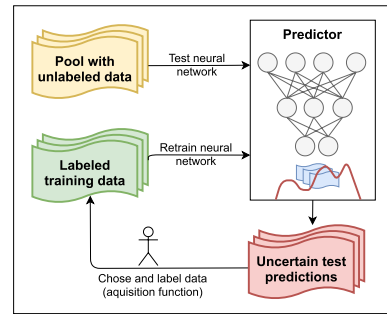 Pool with
unlabeled data
Test neural
network
Predictor
Labeled
training data
Retrain neural
network
Uncertain test
predictions
Chose and label data
(aquisition function)